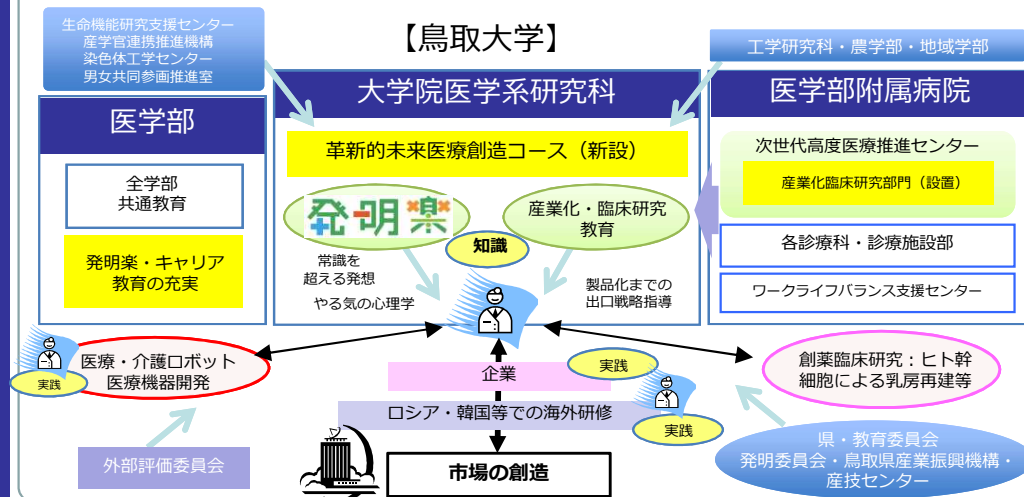 生命機能研究支援センター
産学官連携推進機構
染色体工学センター
男女共同参画推進室
【鳥取大学】
工学研究科・農学部・地域学部
医学部
大学院医学系研究科
医学部附属病院
全学部
共通教育
発明楽・キャリア
教育の充実
革新的未来医療創造コース（新設）
発明楽
産業化・臨床研究
教育
知識
常識を
超える発想
やる気の心理学
製品化までの
出口戦略指導
次世代高度医療推進センター
産業化臨床研究部門（設置）
各診療科・診療施設部
ワークライフバランス支援センター
医療・介護ロボット
医療機器開発
実践
企業
実践
ロシア・韓国等での海外研修
実践
創薬臨床研究：ヒト幹
細胞による乳房再建等
外部評価委員会
市場の創造
県・教育委員会
発明委員会・鳥取県産業振興機構・
産技センター